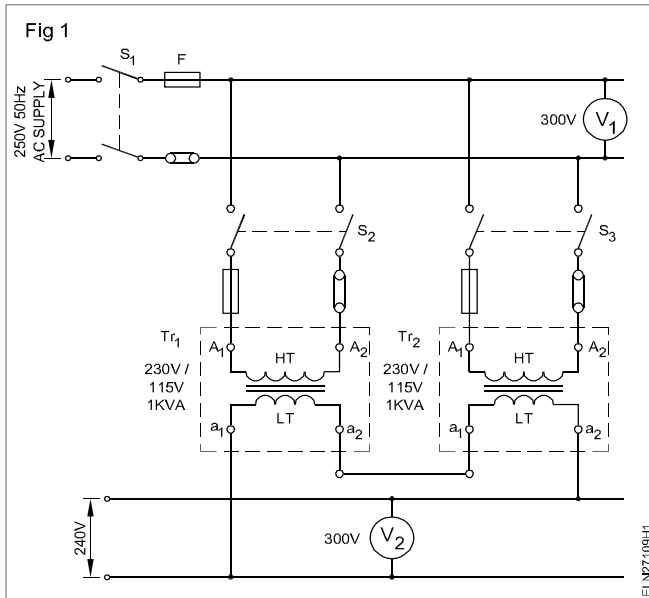 Fig 1
S1
F
250V 50Hz
AC SUPPLY
300V
V1
S2
S3
Tr1
230V /
115V
1KVA
A1
HT
A2
LT
a1
a2
Tr2
230V /
115V
1KVA
A1
HT
A2
LT
a1
a2
240V
300V
V2
ELN27109H1